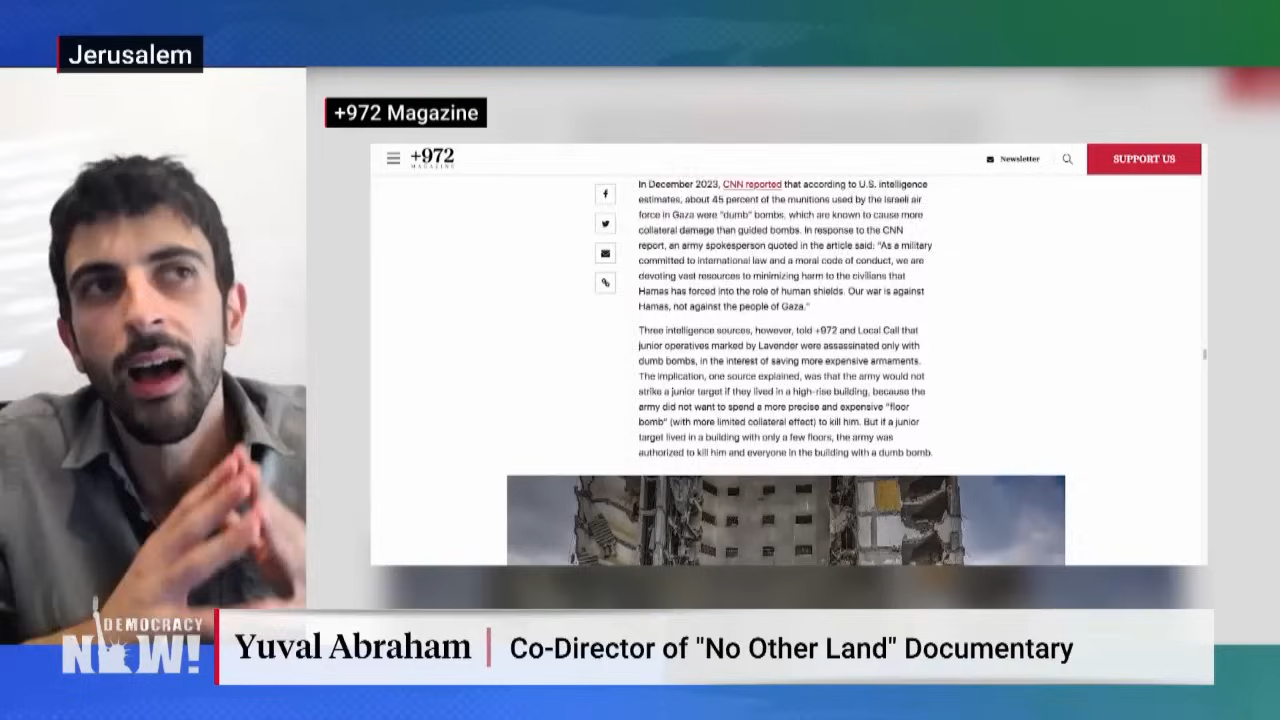 Jerusalem
+972 Magazine
+972
MAGAZINE
Newsletter
SUPPORT US
In December 2023, CNN reported that according to U.S. intelligence
estimates, about 45 percent of the munitions used by the Israeli air
force in Gaza were "dumb" bombs, which are known to cause more
collateral damage than guided bombs. In response to the CNN
report, an army spokesperson quoted in the article said: "As a military
committed to international law and a moral code of conduct, we are
devoting vast resources to minimizing harm to the civilians that
Hamas has forced into the role of human shields. Our war is against
Hamas, not against the people of Gaza."
Three intelligence sources, however, told +972 and Local Call that
junior operatives marked by Lavender were assassinated only with
dumb bombs, in the interest of saving more expensive armaments.
The implication, one source explained, was that the army would not
strike a junior target if they lived in a high-rise building, because the
army did not want to spend a more precise and expensive "floor
bomb" (with more limited collateral effect) to kill him. But if a junior
target lived in a building with only a few floors, the army was
authorized to kill him and everyone in the building with a dumb bomb.
DEMOCRACY
NOW!
Yuval Abraham
Co-Director of "No Other Land" Documentary